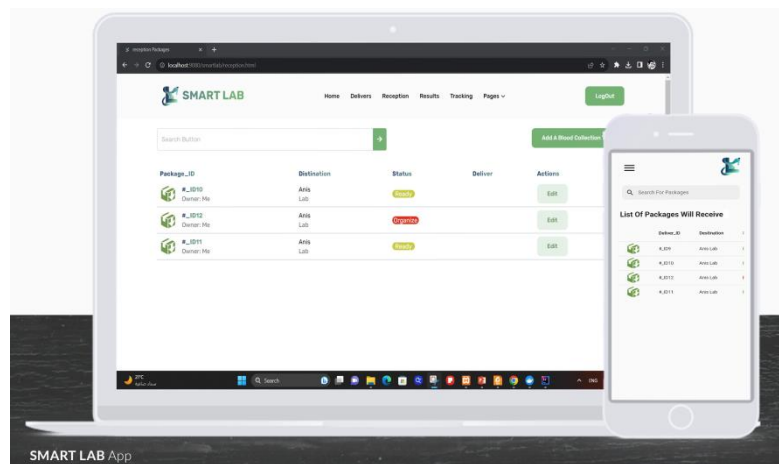 reception Packages
localhost:9080/smartlab/reception.html
SMART LAB
Home Delivers Reception Results Tracking Pages
LogOut
Search Button
Add A Blood Collection
Package_ID Distination Status Deliver Actions
#_ID10 Anis Ready Edit
Owner: Me Lab
#_ID12 Anis Organize Edit
Owner: Me Lab
#_ID11 Anis Ready Edit
Owner: Me Lab
Search
ENG
Search For Packages
List Of Packages Will Receive
Deliver_ID Destination
#_ID9 Anis Lab
#_ID10 Anis Lab
#_ID12 Anis Lab
#_ID11 Anis Lab
SMART LAB App